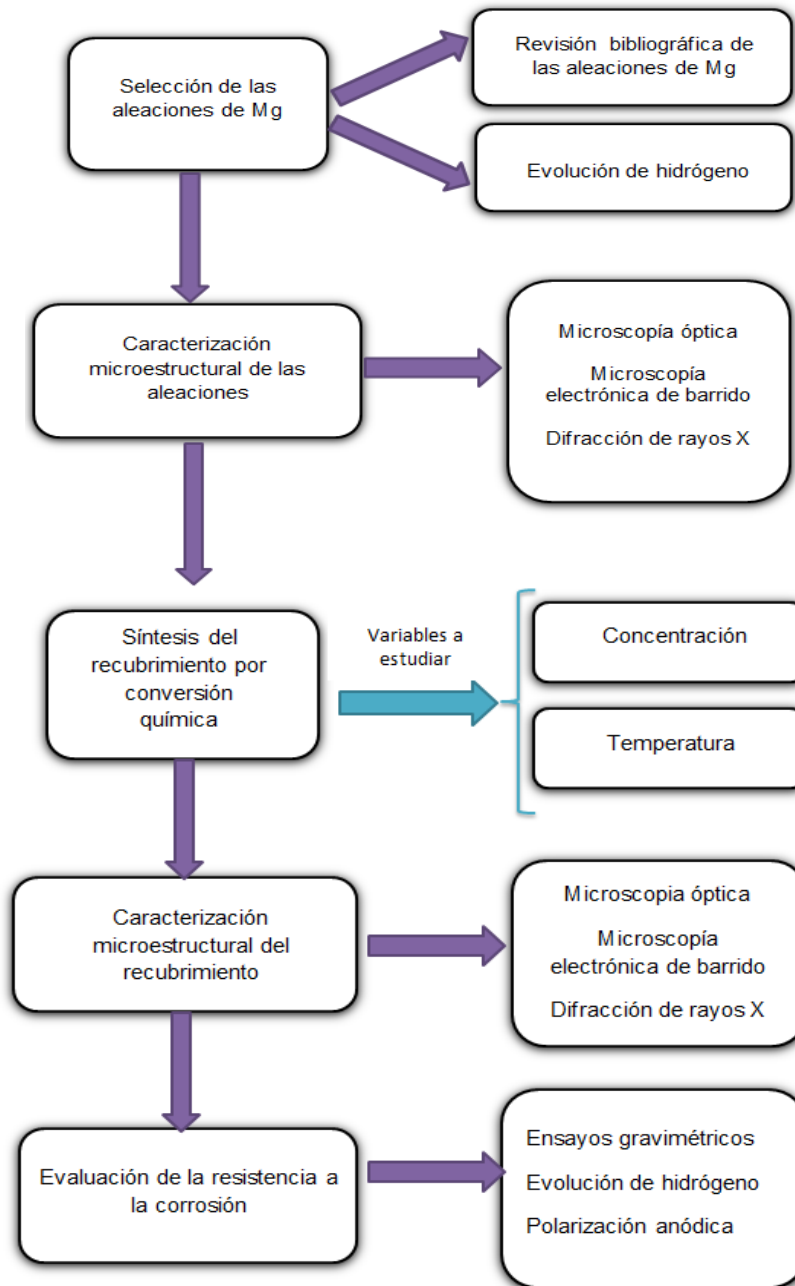 Selección de las
aleaciones de Mg
Revisión bibliográfica de
las aleaciones de Mg
Evolución de hidrógeno
Caracterización
microestructural de las
aleaciones
Microscopía óptica
Microscopía
electrónica de barrido
Difracción de rayos X
Síntesis del
recubrimiento por
conversión
química
Variables a
estudiar
Concentración
Temperatura
Caracterización
microestructural del
recubrimiento
Microscopia óptica
Microscopía
electrónica de barrido
Difracción de rayos X
Evaluación de la resistencia a
la corrosión
Ensayos gravimétricos
Evolución de hidrógeno
Polarización anódica